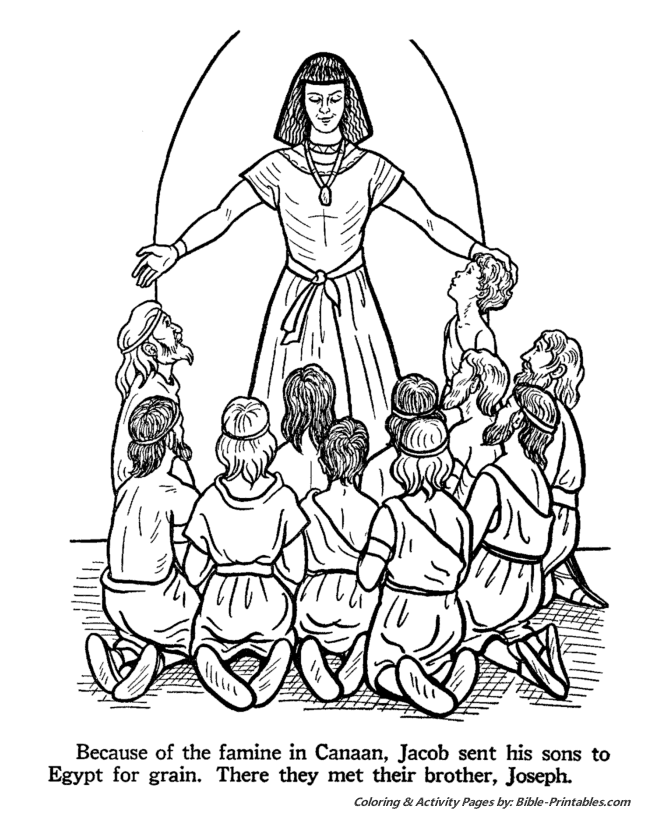 Because of the famine in Canaan, Jacob sent his sons to
Egypt for grain. There they met their brother, Joseph.
Coloring & Activity Pages by: Bible-Printables.com